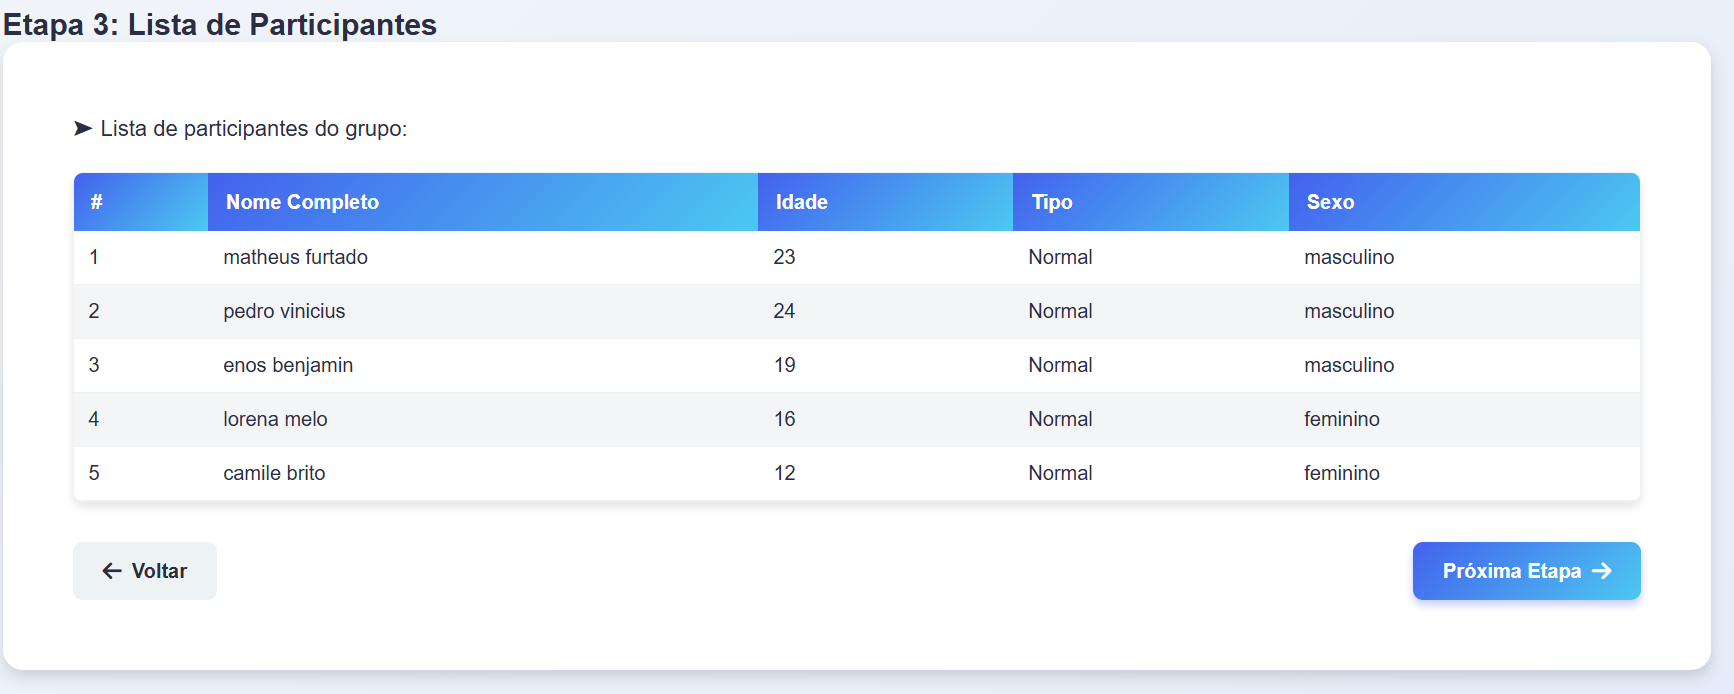 Etapa 3: Lista de Participantes
➤ Lista de participantes do grupo:
# Nome Completo Idade Tipo Sexo
1 matheus furtado 23 Normal masculino
2 pedro vinicius 24 Normal masculino
3 enos benjamin 19 Normal masculino
4 lorena melo 16 Normal feminino
5 camile brito 12 Normal feminino
← Voltar Próxima Etapa →